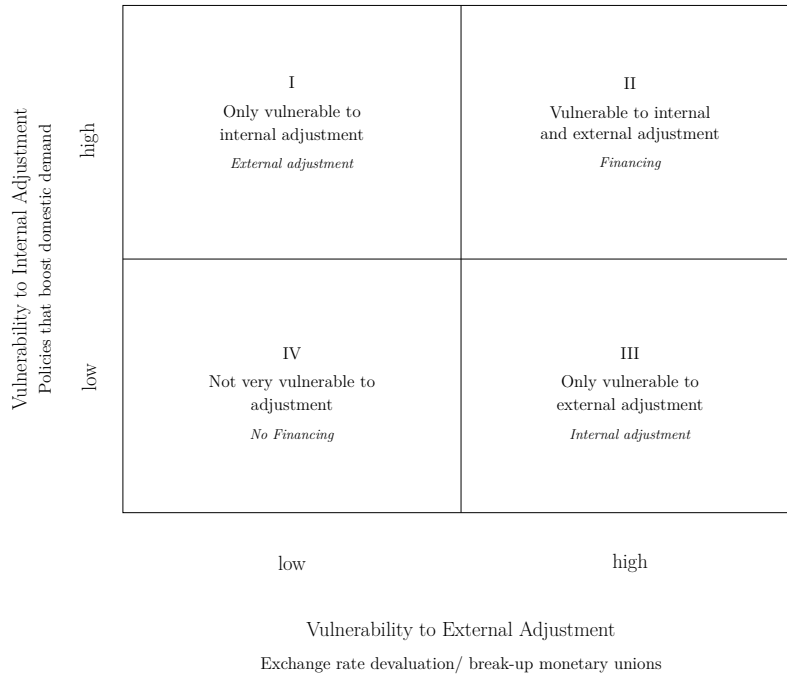 Vulnerability to Internal Adjustment
Policies that boost domestic demand
high
low
I
Only vulnerable to
internal adjustment
External adjustment
II
Vulnerable to internal
and external adjustment
Financing
IV
Not very vulnerable to
adjustment
No Financing
III
Only vulnerable to
external adjustment
Internal adjustment
low
high
Vulnerability to External Adjustment
Exchange rate devaluation/ break-up monetary unions